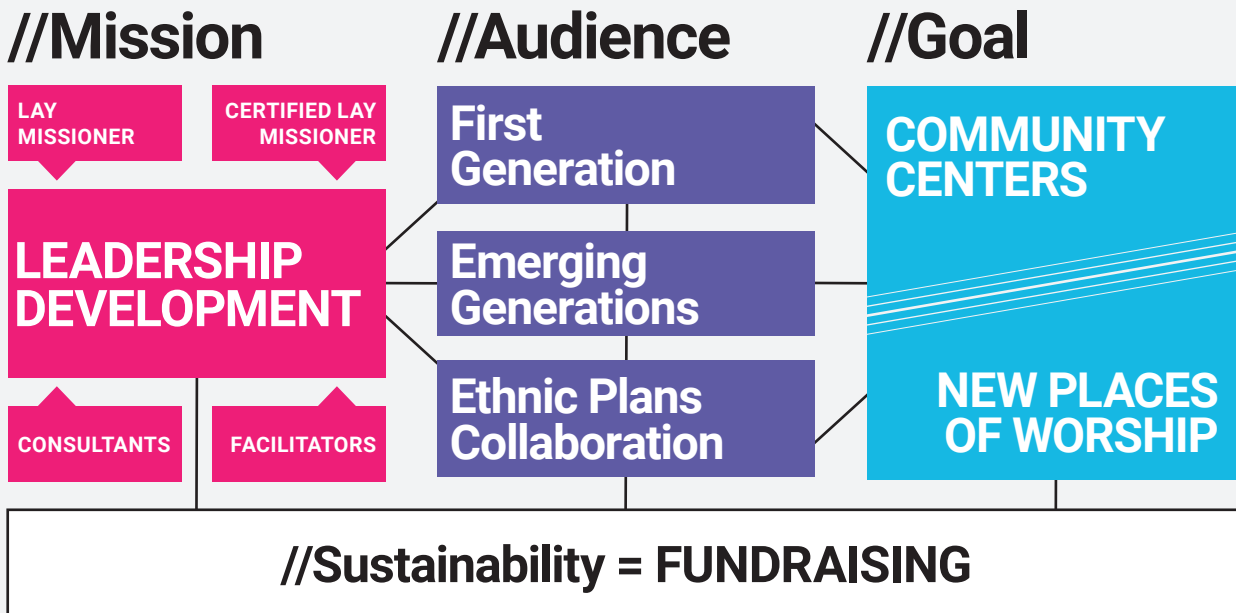 //Mission
//Audience
//Goal
LAY
MISSIONER
CERTIFIED LAY
MISSIONER
LEADERSHIP
DEVELOPMENT
CONSULTANTS
FACILITATORS
First
Generation
Emerging
Generations
Ethnic Plans
Collaboration
COMMUNITY
CENTERS
NEW PLACES
OF WORSHIP
//Sustainability = FUNDRAISING